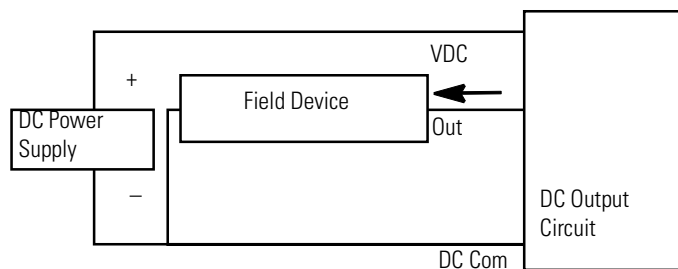 VDC
+
Field Device
DC Power
Supply
Out
–
DC Output
Circuit
DC Com